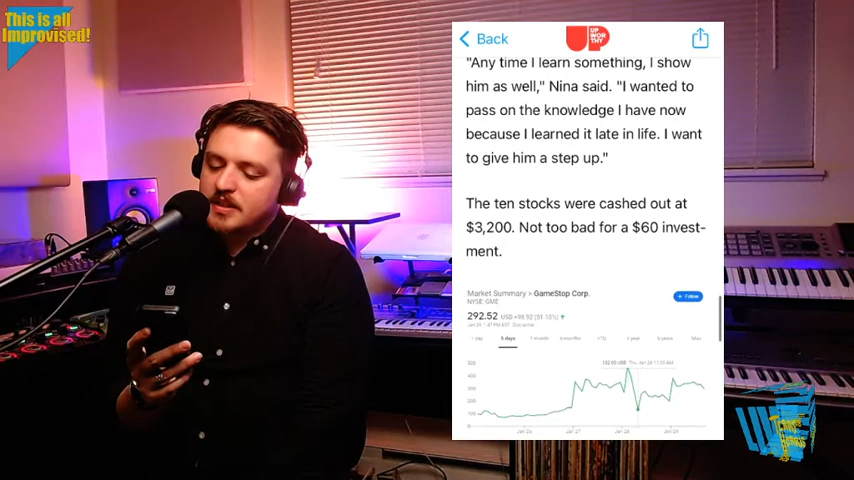 This is all
Improvised!
Back
UP
WOR
THY
"Any time I learn something, I show
him as well," Nina said. "I wanted to
pass on the knowledge I have now
because I learned it late in life. I want
to give him a step up."
The ten stocks were cashed out at
$3,200. Not too bad for a $60 invest-
ment.
Market Summary > GameStop Corp.
NYSE: GME
+ Follow
292.52 USD +98.92 (51.10%)
1 day 5 days 1 month 6 months YTD 1 year 5 years Max
500
400
300
200
100
0
Jan 26 Jan 27 Jan 28 Jan 29